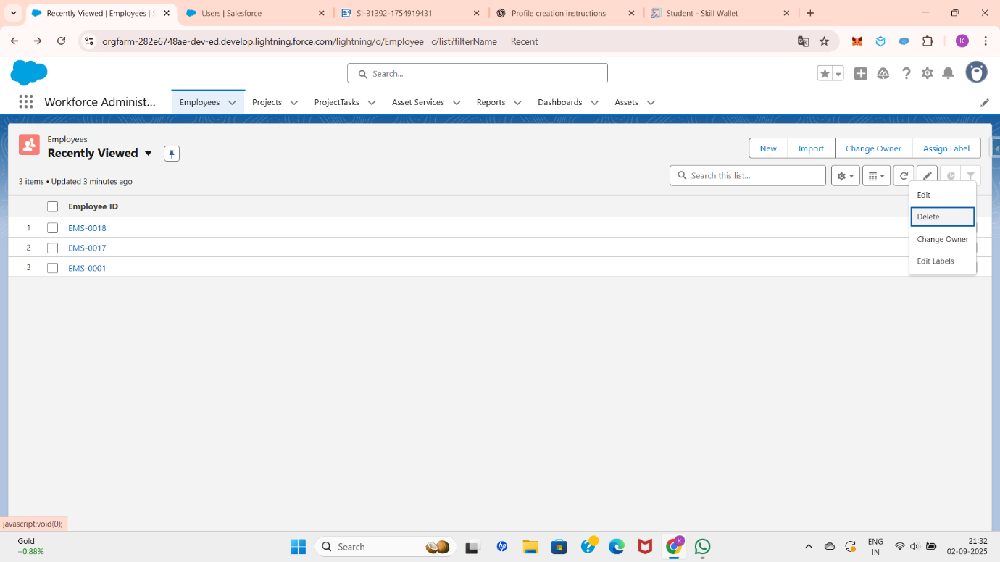 Recently Viewed | Employees | S
Users | Salesforce
SI-31392-1754919431
Profile creation instructions
Student - Skill Wallet
orgfarm-282e6748ae-dev-ed.develop.lightning.force.com/lightning/o/Employee__c/list?filterName=__Recent
K
Search...
Workforce Administ...
Employees
Projects
ProjectTasks
Asset Services
Reports
Dashboards
Assets
Employees
Recently Viewed
New
Import
Change Owner
Assign Label
3 items • Updated 3 minutes ago
Search this list...
Employee ID
1 EMS-0018
2 EMS-0017
3 EMS-0001
Edit
Delete
Change Owner
Edit Labels
javascript:void(0);
Gold
+0.88%
Search
hp
K
ENG
IN
21:32
02-09-2025